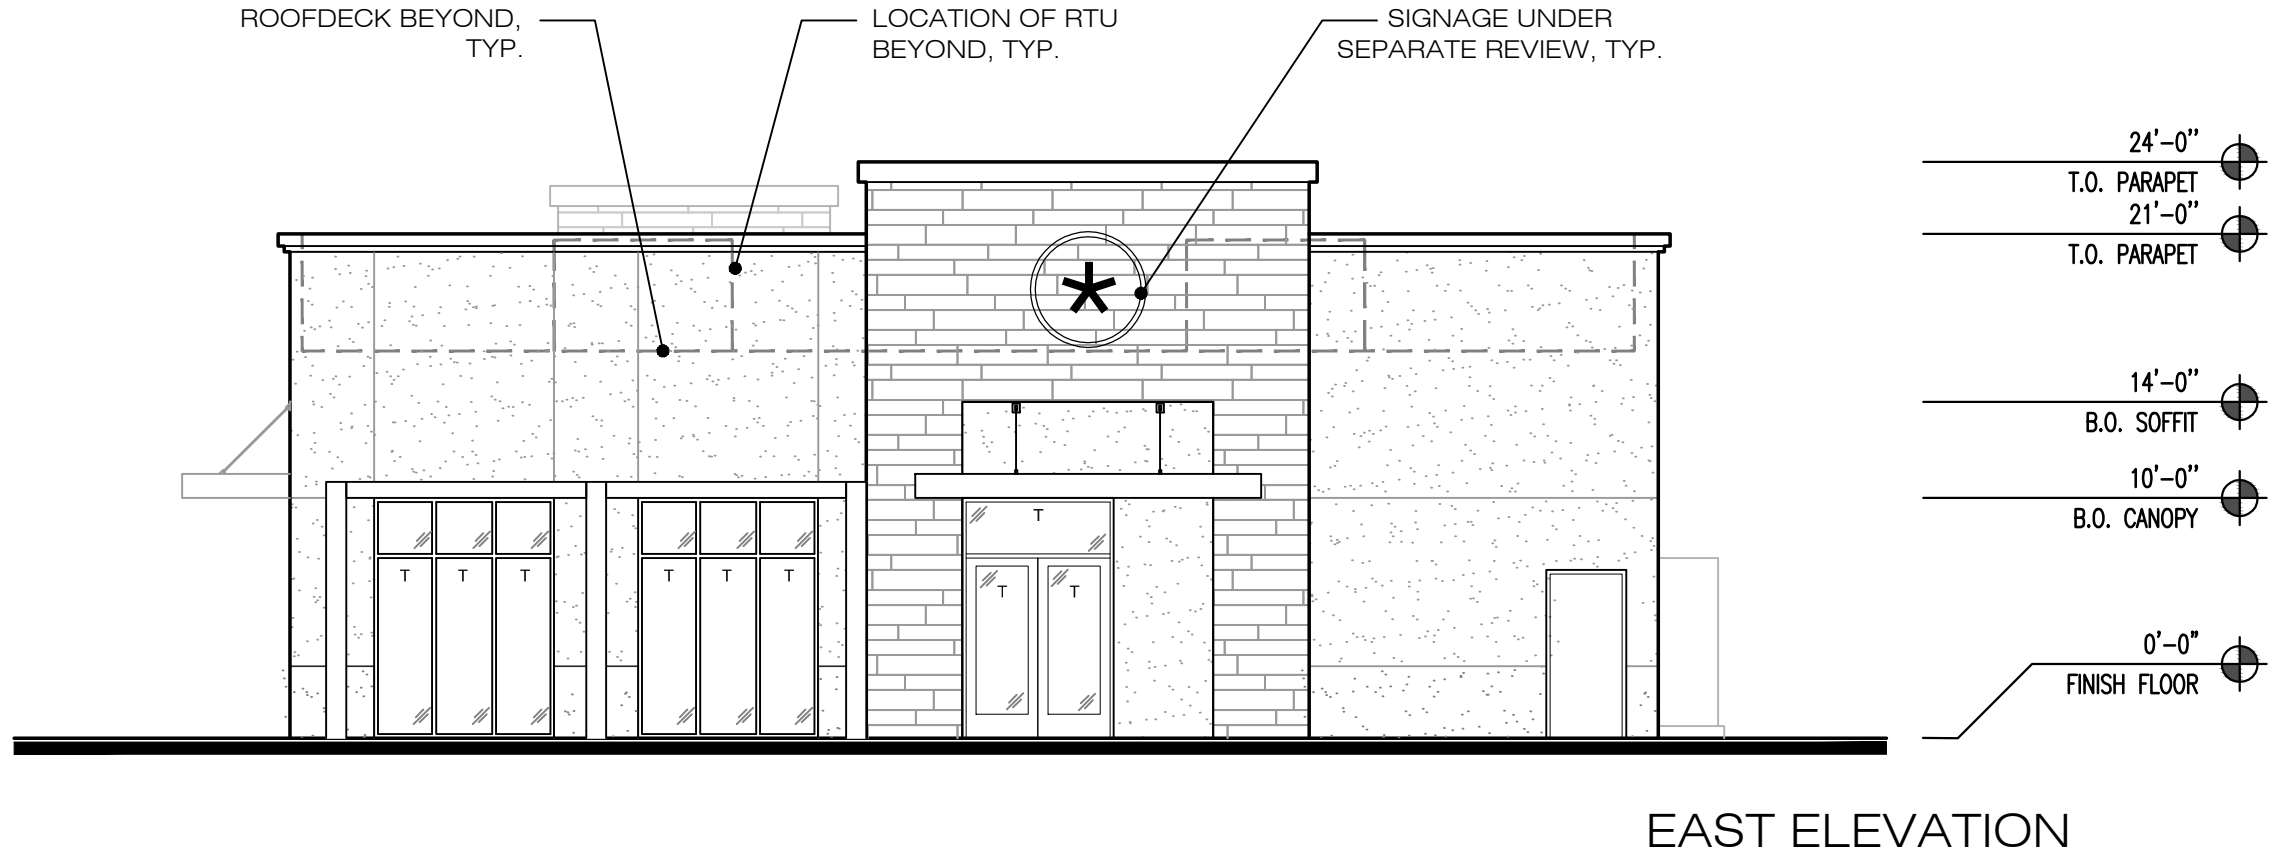 ROOFDECK BEYOND,
TYP.
LOCATION OF RTU
BEYOND, TYP.
SIGNAGE UNDER
SEPARATE REVIEW, TYP.
24'-0"
T.O. PARAPET
21'-0"
T.O. PARAPET
14'-0"
B.O. SOFFIT
10'-0"
B.O. CANOPY
0'-0"
FINISH FLOOR
T
T T T T T T
T T
EAST ELEVATION